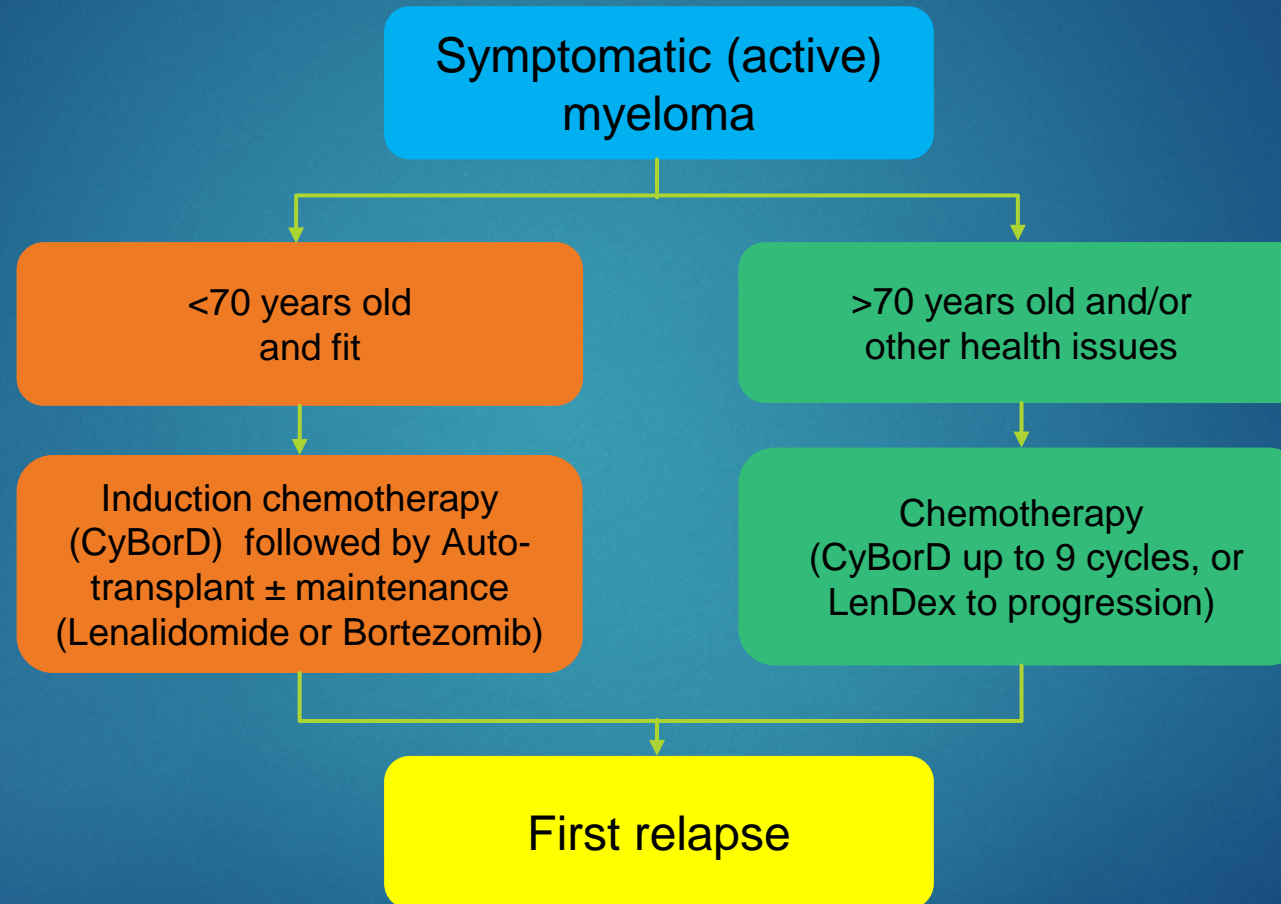 Symptomatic (active)
myeloma
<70 years old
and fit
>70 years old and/or
other health issues
Induction chemotherapy
(CyBorD) followed by Auto-
transplant ± maintenance
(Lenalidomide or Bortezomib)
Chemotherapy
(CyBorD up to 9 cycles, or
LenDex to progression)
First relapse